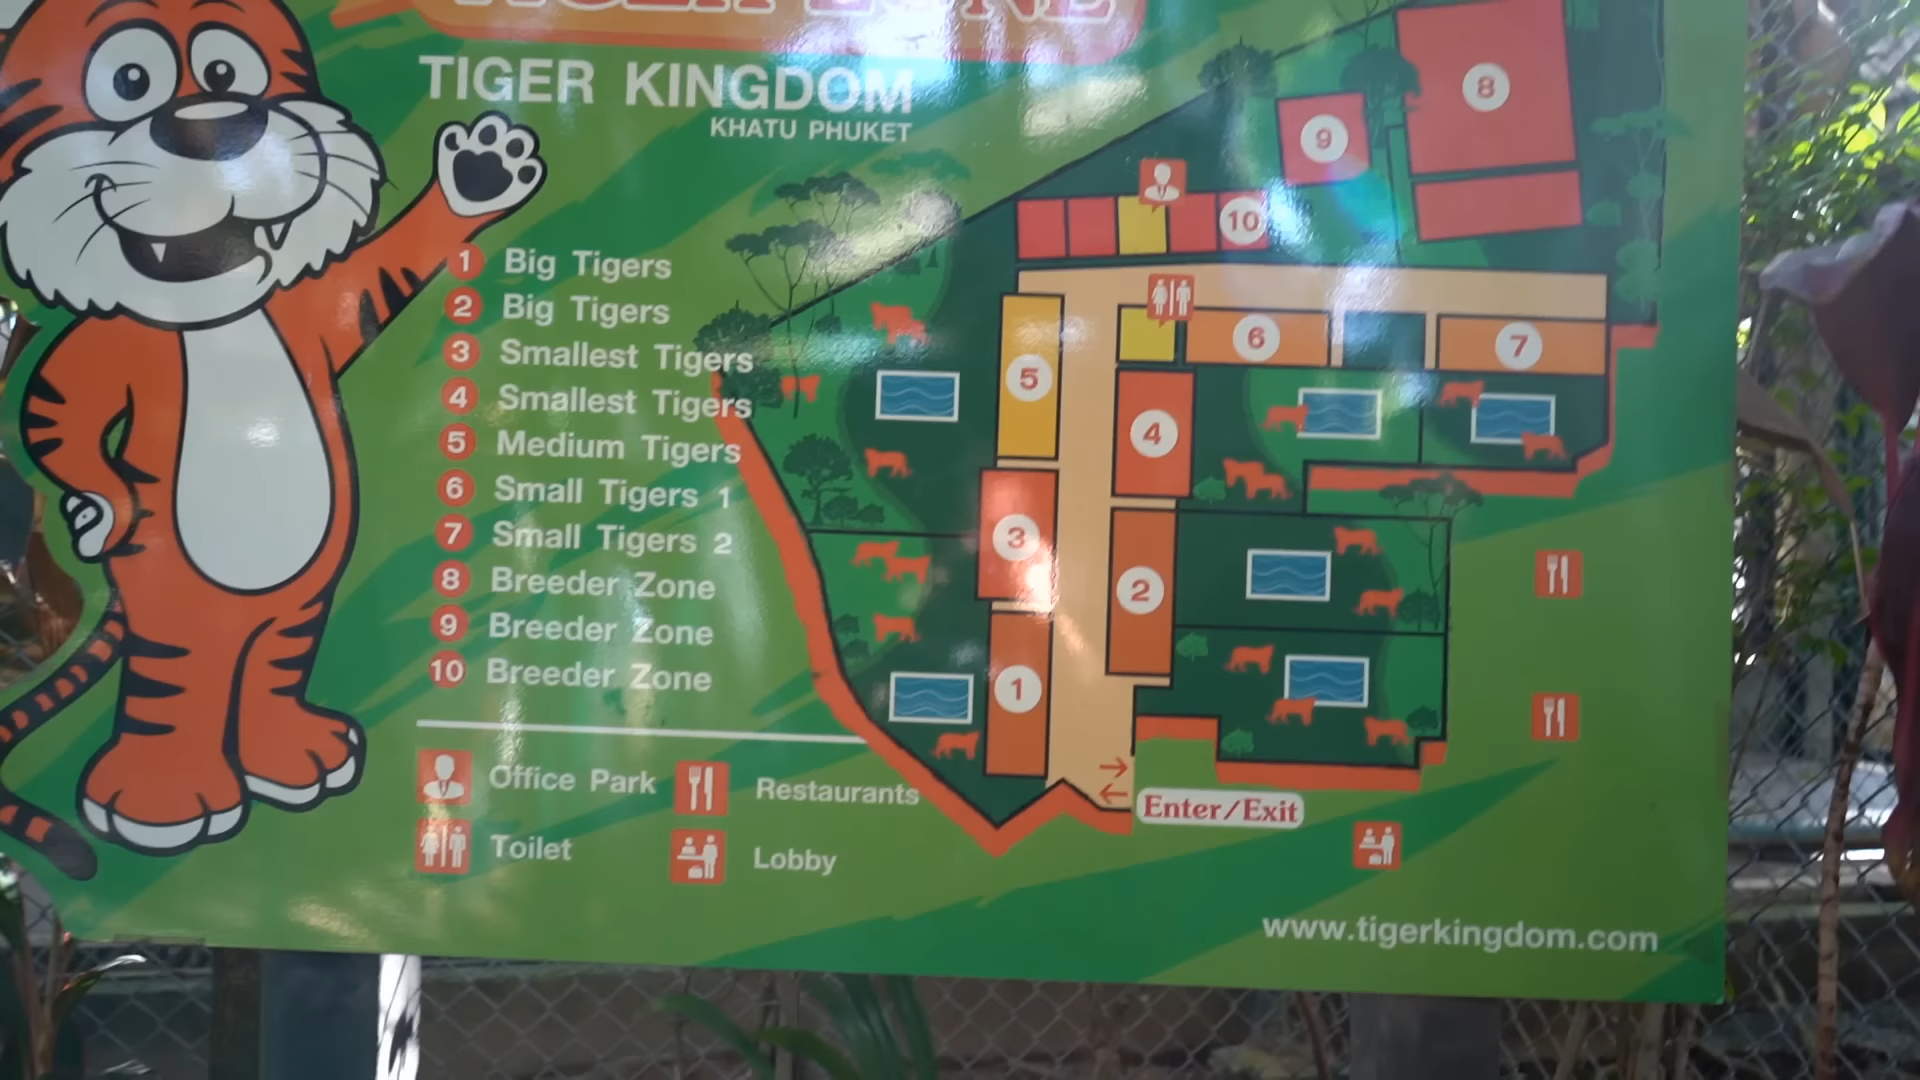 TIGER ZONE
TIGER KINGDOM
KHATU PHUKET
1 Big Tigers
2 Big Tigers
3 Smallest Tigers
4 Smallest Tigers
5 Medium Tigers
6 Small Tigers 1
7 Small Tigers 2
8 Breeder Zone
9 Breeder Zone
10 Breeder Zone
Office Park
Restaurants
Toilet
Lobby
8
9
10
6
7
5
4
3
2
1
Enter/Exit
www.tigerkingdom.com